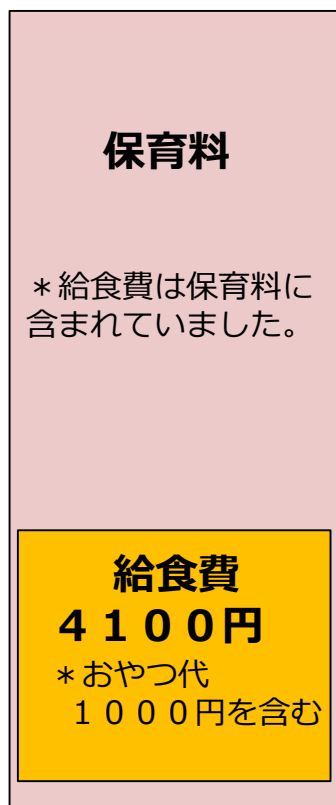 保育料
＊給食費は保育料に
含まれていました。
給食費
４１００円
＊おやつ代
１０００円を含む